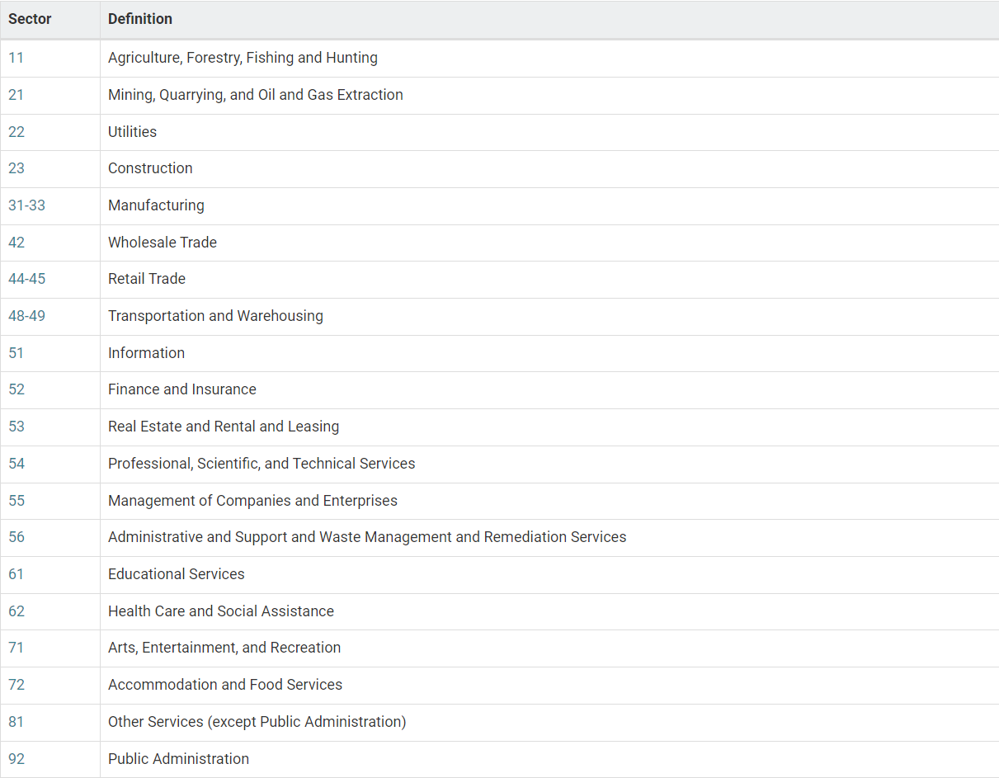 Sector Definition
11 Agriculture, Forestry, Fishing and Hunting
21 Mining, Quarrying, and Oil and Gas Extraction
22 Utilities
23 Construction
31-33 Manufacturing
42 Wholesale Trade
44-45 Retail Trade
48-49 Transportation and Warehousing
51 Information
52 Finance and Insurance
53 Real Estate and Rental and Leasing
54 Professional, Scientific, and Technical Services
55 Management of Companies and Enterprises
56 Administrative and Support and Waste Management and Remediation Services
61 Educational Services
62 Health Care and Social Assistance
71 Arts, Entertainment, and Recreation
72 Accommodation and Food Services
81 Other Services (except Public Administration)
92 Public Administration